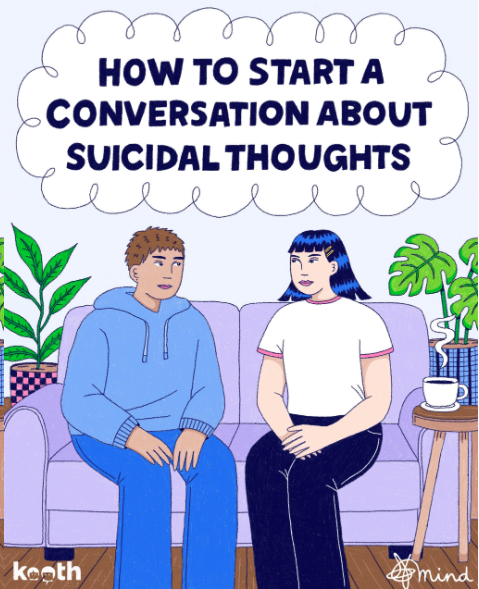 HOW TO START A
CONVERSATION ABOUT
SUICIDAL THOUGHTS
kooth
mind